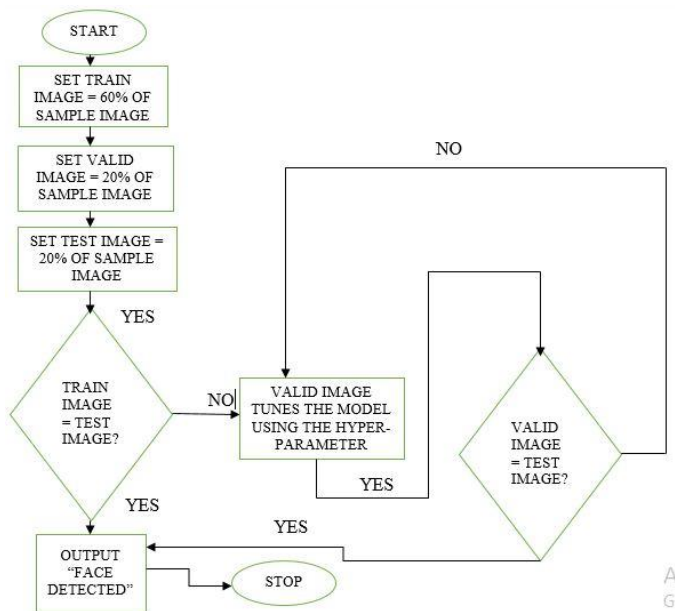 START
SET TRAIN
IMAGE = 60% OF
SAMPLE IMAGE
SET VALID
IMAGE = 20% OF
SAMPLE IMAGE
SET TEST IMAGE =
20% OF SAMPLE
IMAGE
YES
TRAIN
IMAGE
= TEST
IMAGE?
NO
VALID IMAGE
TUNES THE MODEL
USING THE HYPER-
PARAMETER
YES
NO
VALID
IMAGE
= TEST
IMAGE?
YES
YES
OUTPUT
“FACE
DETECTED”
STOP
A
G